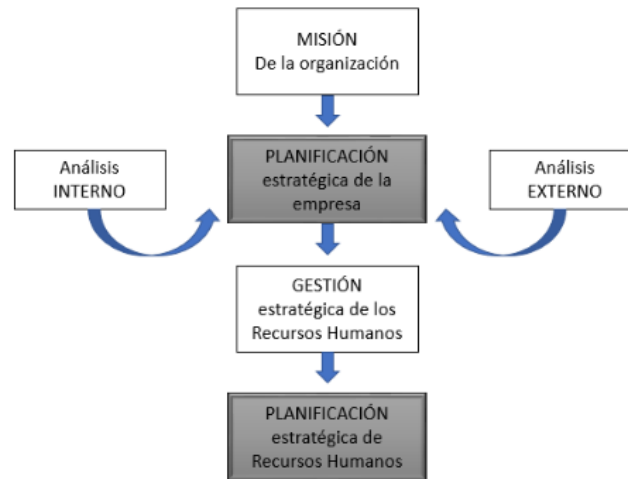 MISIÓN
De la organización
PLANIFICACIÓN
estratégica de la
empresa
Análisis
INTERNO
Análisis
EXTERNO
GESTIÓN
estratégica de los
Recursos Humanos
PLANIFICACIÓN
estratégica de
Recursos Humanos